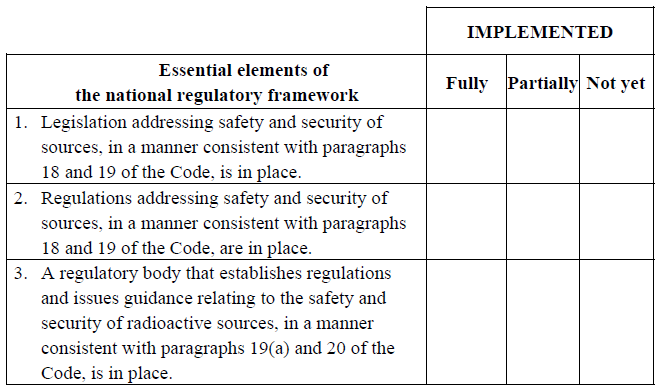 IMPLEMENTED
Essential elements of
the national regulatory framework
Fully
Partially
Not yet
1. Legislation addressing safety and security of
sources, in a manner consistent with paragraphs
18 and 19 of the Code, is in place.
2. Regulations addressing safety and security of
sources, in a manner consistent with paragraphs
18 and 19 of the Code, are in place.
3. A regulatory body that establishes regulations
and issues guidance relating to the safety and
security of radioactive sources, in a manner
consistent with paragraphs 19(a) and 20 of the
Code, is in place.